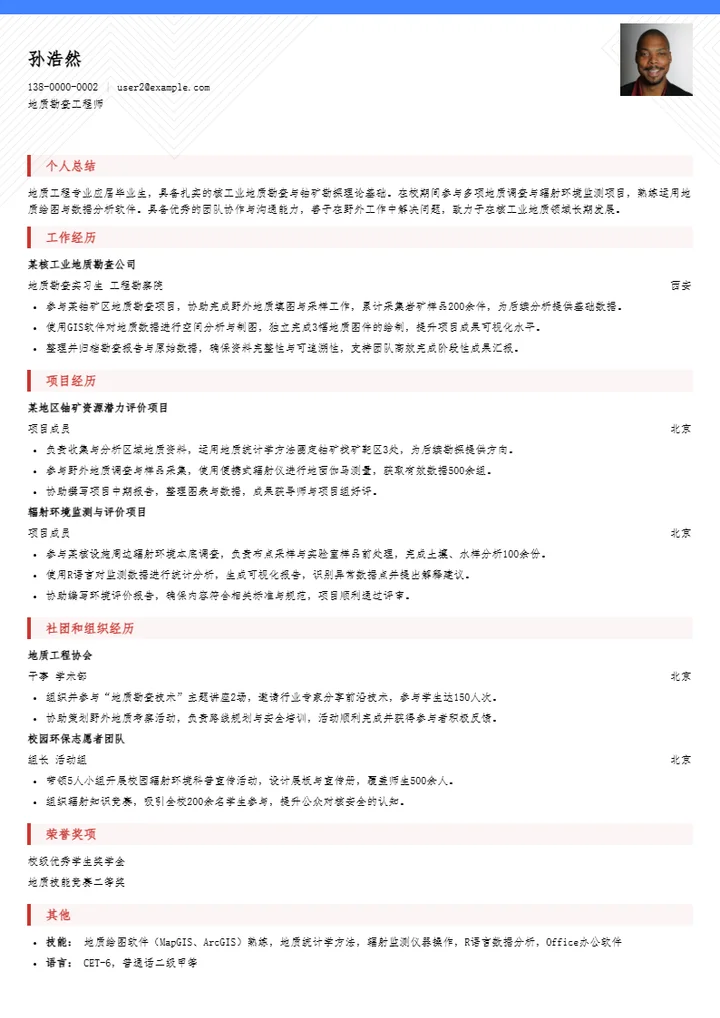 孙浩然
138-0000-0002 | user2@example.com
地质勘查工程师
个人总结
地质工程专业应届毕业生，具备扎实的核工业地质勘查与铀矿勘探理论基础。在校期间参与多项地质调查与辐射环境监测项目，熟练运用地
质绘图与数据分析软件。具备优秀的团队协作与沟通能力，善于在野外工作中解决问题，致力于在核工业地质领域长期发展。
工作经历
某核工业地质勘查公司
地质勘查实习生 工程勘察院 西安
• 参与某铀矿区地质勘查项目，协助完成野外地质填图与采样工作，累计采集岩矿样品200余件，为后续分析提供基础数据。
• 使用GIS软件对地质数据进行空间分析与制图，独立完成3幅地质图件的绘制，提升项目成果可视化水平。
• 整理并归档勘查报告与原始数据，确保资料完整性与可追溯性，支持团队高效完成阶段性成果汇报。
项目经历
某地区铀矿资源潜力评价项目
项目成员 北京
• 负责收集与分析区域地质资料，运用地质统计学方法圈定铀矿找矿靶区3处，为后续勘探提供方向。
• 参与野外地质调查与样品采集，使用便携式辐射仪进行地面伽马测量，获取有效数据500余组。
• 协助撰写项目中期报告，整理图表与数据，成果获导师与项目组好评。
辐射环境监测与评价项目
项目成员 北京
• 参与某核设施周边辐射环境本底调查，负责布点采样与实验室样品前处理，完成土壤、水样分析100余份。
• 使用R语言对监测数据进行统计分析，生成可视化报告，识别异常数据点并提出解释建议。
• 协助编写环境评价报告，确保内容符合相关标准与规范，项目顺利通过评审。
社团和组织经历
地质工程协会
干事 学术部 北京
• 组织并参与“地质勘查技术”主题讲座2场，邀请行业专家分享前沿技术，参与学生达150人次。
• 协助策划野外地质考察活动，负责路线规划与安全培训，活动顺利完成并获得参与者积极反馈。
校园环保志愿者团队
组长 活动组 北京
• 带领5人小组开展校园辐射环境科普宣传活动，设计展板与宣传册，覆盖师生500余人。
• 组织辐射知识竞赛，吸引全校200余名学生参与，提升公众对核安全的认知。
荣誉奖项
校级优秀学生奖学金
地质技能竞赛二等奖
其他
• 技能： 地质绘图软件（MapGIS、ArcGIS）熟练，地质统计学方法，辐射监测仪器操作，R语言数据分析，Office办公软件
• 语言： CET-6，普通话二级甲等